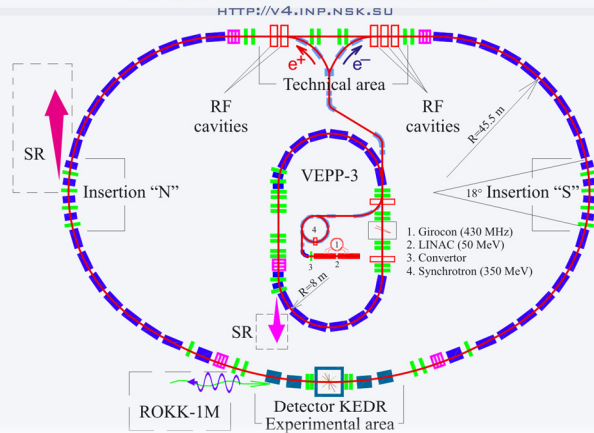 HTTP://V4.INP.NSK.SU
e+ e−
Technical area
RF
cavities
RF
cavities
R=45.5 m
SR
VEPP-3
Insertion “N”
18° Insertion “S”
1. Girocon (430 MHz)
2. LINAC (50 MeV)
3. Convertor
4. Synchrotron (350 MeV)
4
1
3
2
R=8 m
SR
ROKK-1M
Detector KEDR
Experimental area